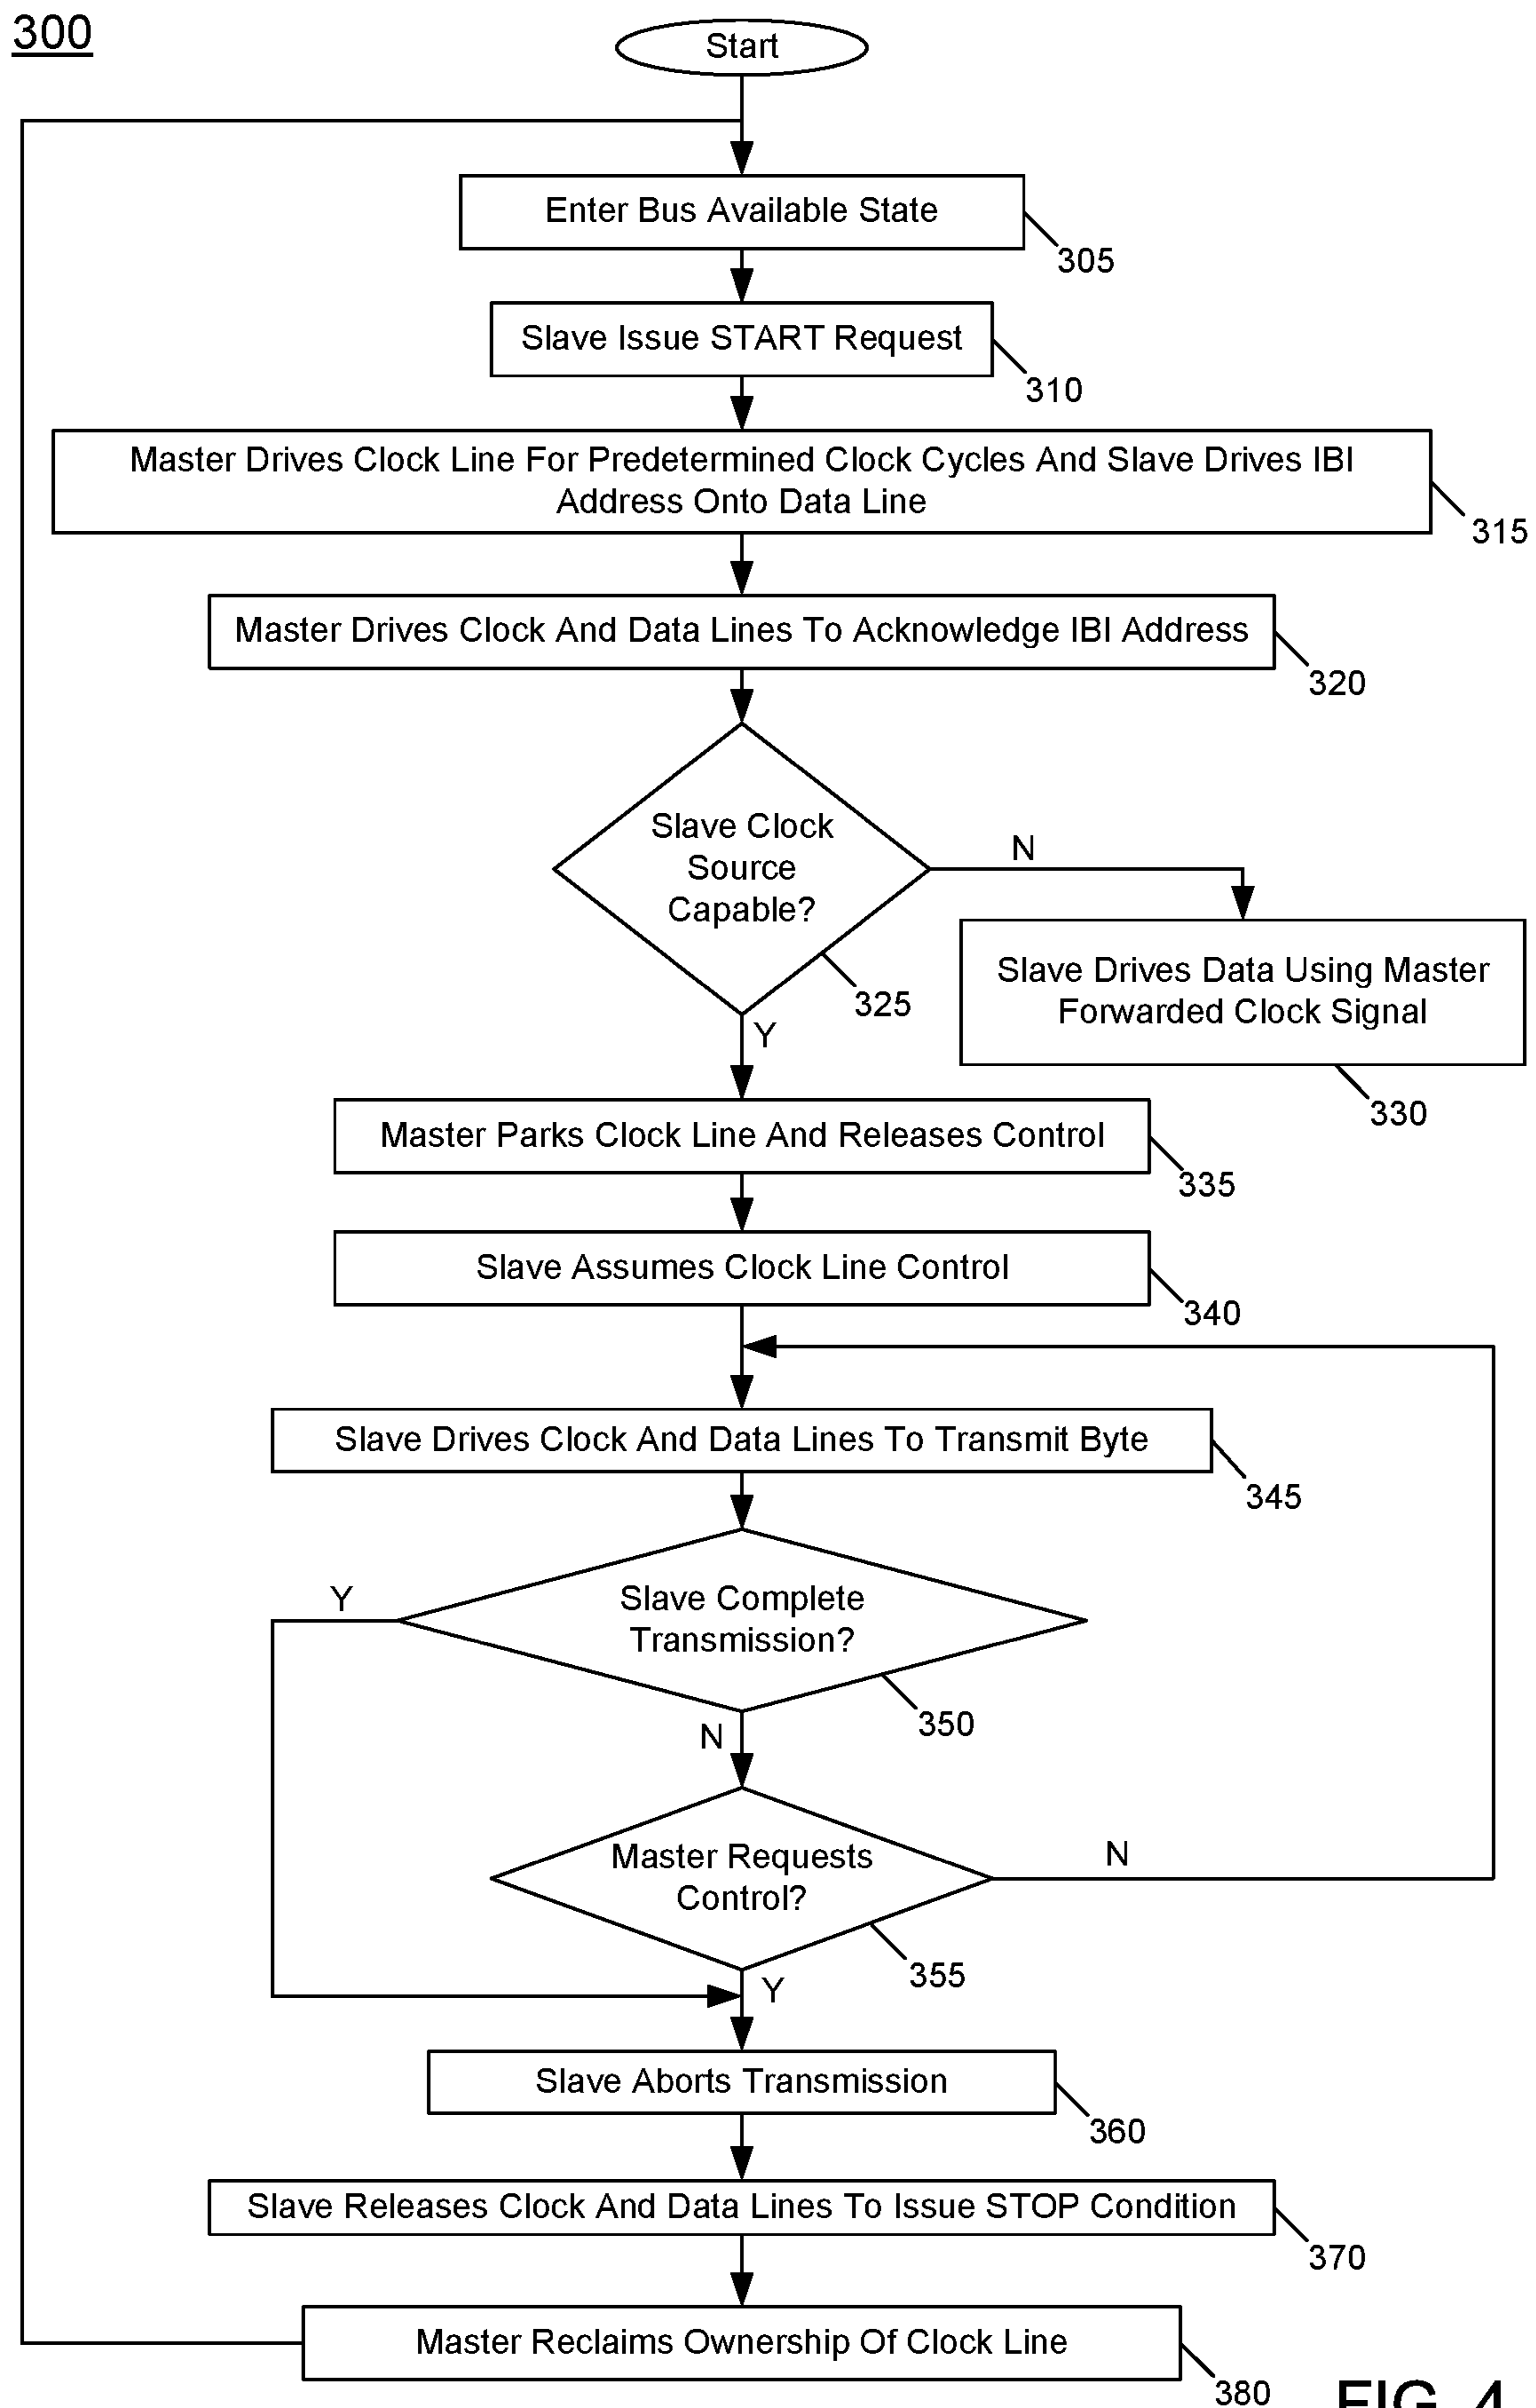 300
Start
Enter Bus Available State
305
Slave Issue START Request
310
Master Drives Clock Line For Predetermined Clock Cycles And Slave Drives IBI
Address Onto Data Line
315
Master Drives Clock And Data Lines To Acknowledge IBI Address
320
Slave Clock
Source
Capable?
325
N
Slave Drives Data Using Master
Forwarded Clock Signal
330
Y
Master Parks Clock Line And Releases Control
335
Slave Assumes Clock Line Control
340
Slave Drives Clock And Data Lines To Transmit Byte
345
Y
Slave Complete
Transmission?
350
N
Master Requests
Control?
N
355
Y
Slave Aborts Transmission
360
Slave Releases Clock And Data Lines To Issue STOP Condition
370
Master Reclaims Ownership Of Clock Line
380
FIG. 4